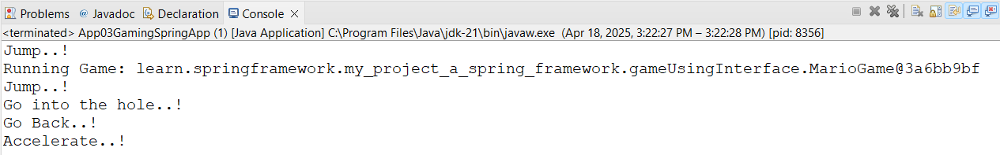 Problems @ Javadoc Declaration Console
<terminated> App03GamingSpringApp (1) [Java Application] C:\Program Files\Java\jdk-21\bin\javaw.exe (Apr 18, 2025, 3:22:27 PM – 3:22:28 PM) [pid: 8356]
Jump..!
Running Game: learn.springframework.my_project_a_spring_framework.gameUsingInterface.MarioGame@3a6bb9bf
Jump..!
Go into the hole..!
Go Back..!
Accelerate..!